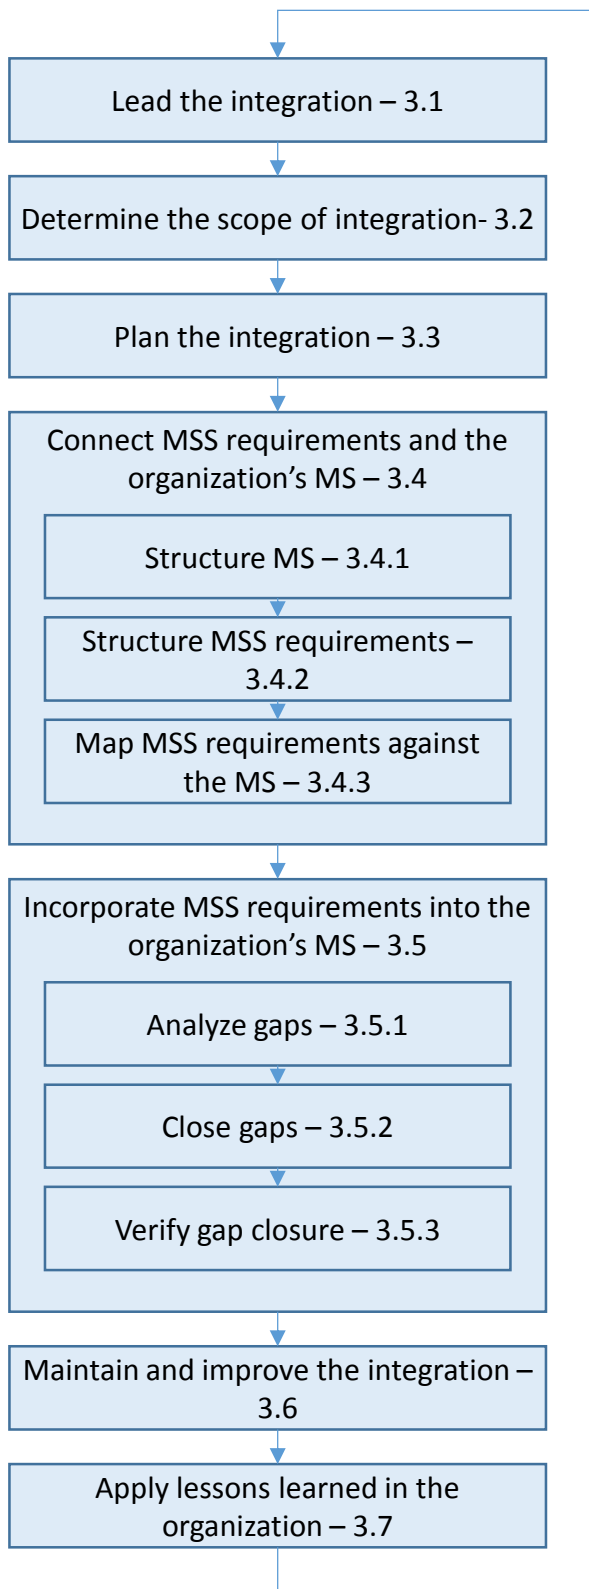 Lead the integration – 3.1
Determine the scope of integration- 3.2
Plan the integration – 3.3
Connect MSS requirements and the
organization’s MS – 3.4
Structure MS – 3.4.1
Structure MSS requirements –
3.4.2
Map MSS requirements against
the MS – 3.4.3
Incorporate MSS requirements into the
organization’s MS – 3.5
Analyze gaps – 3.5.1
Close gaps – 3.5.2
Verify gap closure – 3.5.3
Maintain and improve the integration –
3.6
Apply lessons learned in the
organization – 3.7